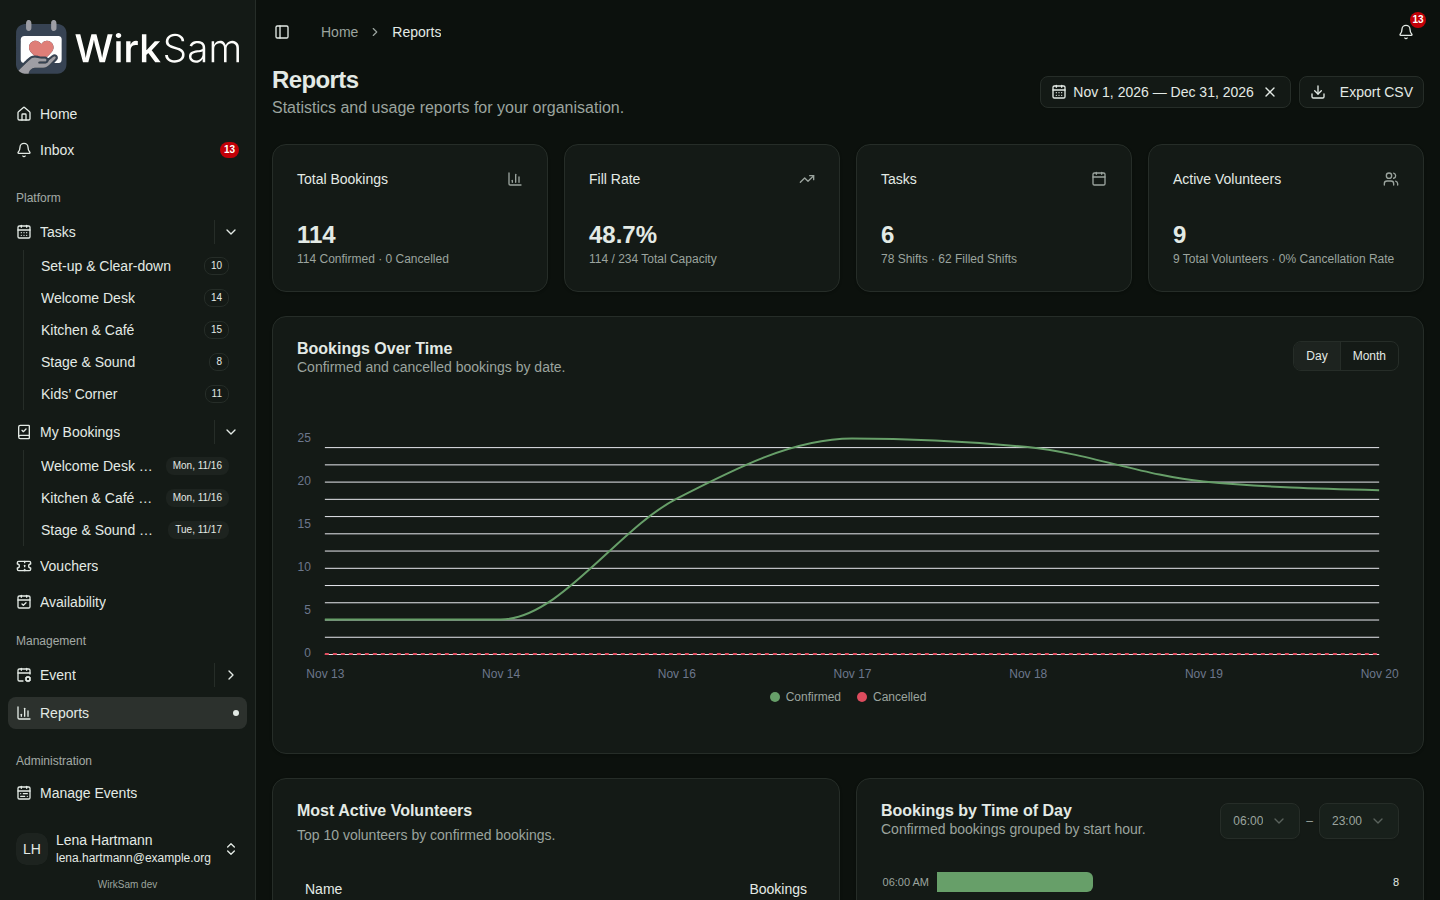 WirkSam
Home
Inbox
13
Platform
Tasks
Set-up & Clear-down
10
Welcome Desk
14
Kitchen & Café
15
Stage & Sound
8
Kids' Corner
11
My Bookings
Welcome Desk …
Mon, 11/16
Kitchen & Café …
Mon, 11/16
Stage & Sound …
Tue, 11/17
Vouchers
Availability
Management
Event
Reports
Administration
Manage Events
LH
Lena Hartmann
lena.hartmann@example.org
WirkSam dev
Home
Reports
13
Reports
Statistics and usage reports for your organisation.
Nov 1, 2026 — Dec 31, 2026
Export CSV
Total Bookings
114
114 Confirmed · 0 Cancelled
Fill Rate
48.7%
114 / 234 Total Capacity
Tasks
6
78 Shifts · 62 Filled Shifts
Active Volunteers
9
9 Total Volunteers · 0% Cancellation Rate
Bookings Over Time
Confirmed and cancelled bookings by date.
Day
Month
25
20
15
10
5
0
Nov 13
Nov 14
Nov 16
Nov 17
Nov 18
Nov 19
Nov 20
Confirmed
Cancelled
Most Active Volunteers
Top 10 volunteers by confirmed bookings.
Name
Bookings
Bookings by Time of Day
Confirmed bookings grouped by start hour.
06:00
–
23:00
06:00 AM
8